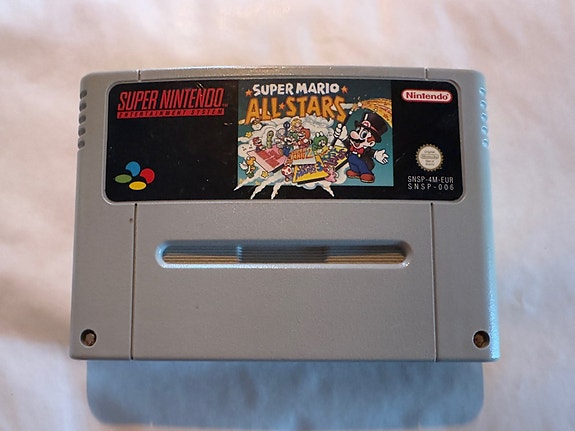 SUPER NINTENDO
ENTERTAINMENT SYSTEM
SUPER MARIO
ALL★STARS
Nintendo
SNSP-4M-EUR
SNSP-006